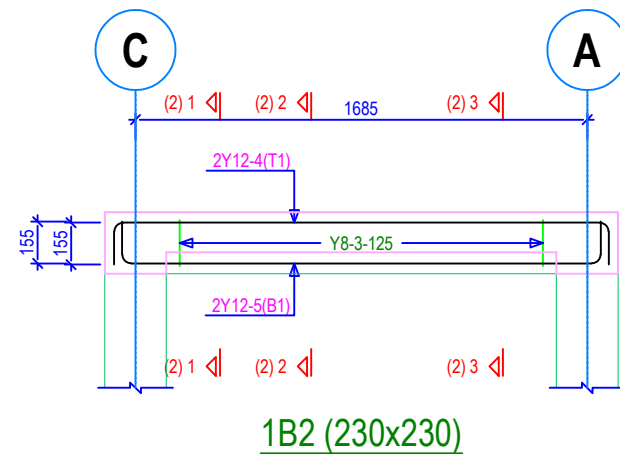 C
A
(2) 1
(2) 2
(2) 3
1685
2Y12-4(T1)
155
155
Y8-3-125
2Y12-5(B1)
(2) 1
(2) 2
(2) 3
1B2 (230x230)